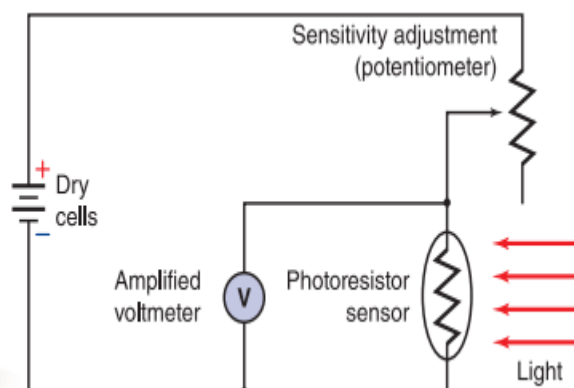 Sensitivity adjustment
(potentiometer)
+
Dry
cells
−
Amplified
voltmeter
V
Photoresistor
sensor
Light